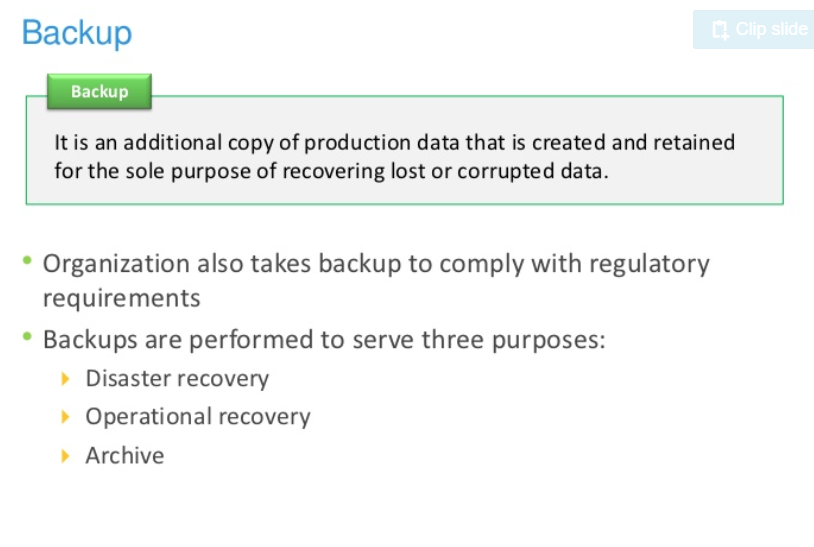 Backup
Clip slide
Backup
It is an additional copy of production data that is created and retained
for the sole purpose of recovering lost or corrupted data.
Organization also takes backup to comply with regulatory
requirements
Backups are performed to serve three purposes:
Disaster recovery
Operational recovery
Archive